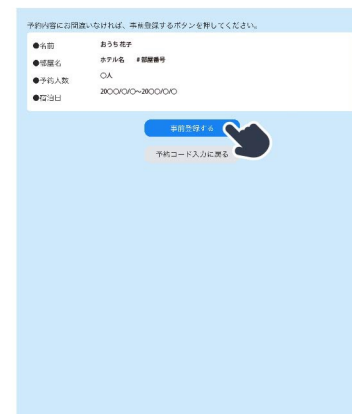 予約内容にお間違いなければ、事前登録するボタンを押してください。
●名前 おうち花子
●部屋名 ホテル名 #部屋番号
●予約人数 〇人
●宿泊日 20〇〇/〇/〇～20〇〇/〇/〇
事前登録する
予約コード入力に戻る